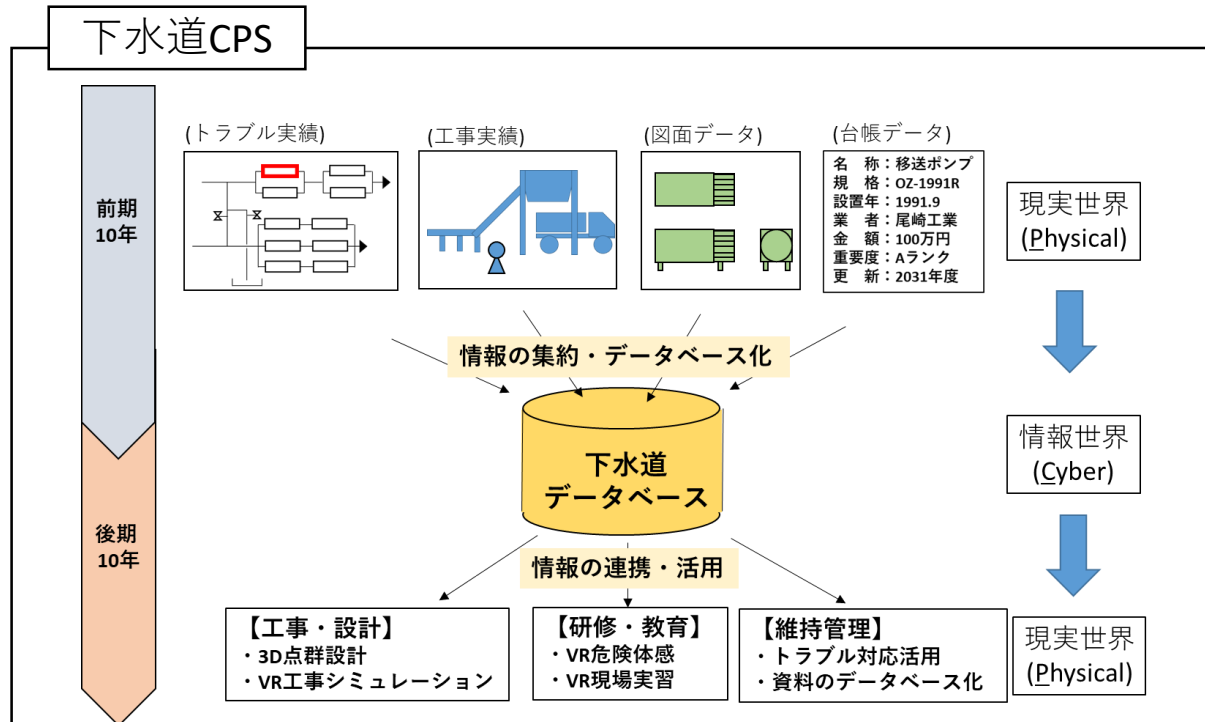 下水道CPS
前期
10年
(トラブル実績)
(工事実績)
(図面データ)
(台帳データ)
名　称：移送ポンプ
規　格：OZ-1991R
設置年：1991.9
業　者：尾崎工業
金　額：100万円
重要度：Aランク
更　新：2031年度
現実世界
(Physical)
情報の集約・データベース化
下水道
データベース
情報世界
(Cyber)
後期
10年
情報の連携・活用
【工事・設計】
・3D点群設計
・VR工事シミュレーション
【研修・教育】
・VR危険体感
・VR現場実習
【維持管理】
・トラブル対応活用
・資料のデータベース化
現実世界
(Physical)